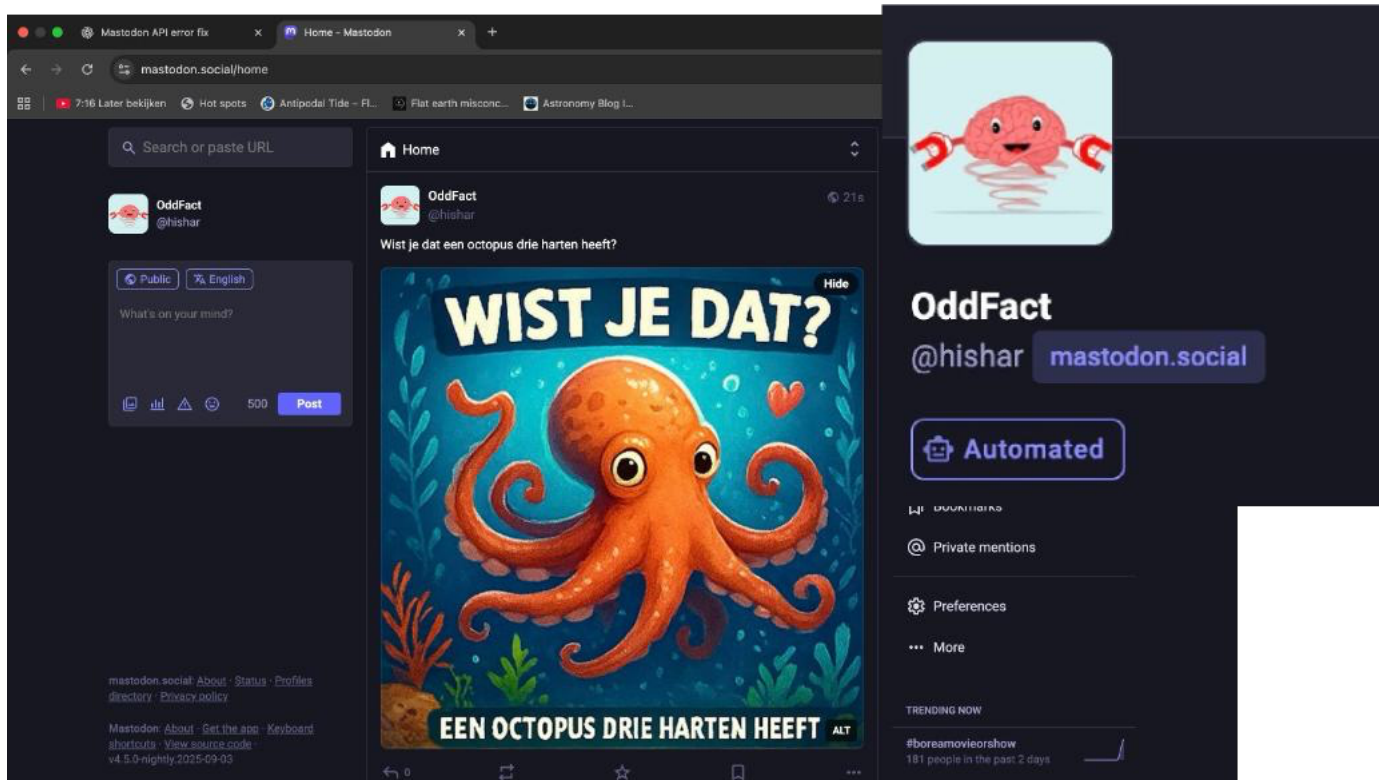 Mastodon API error fix
Home - Mastodon
mastodon.social/home
7:16 Later bekijken
Hot spots
Antipodal Tide – Fl...
Flat earth misconc...
Astronomy Blog |...
Search or paste URL
OddFact
@hishar
Public
English
What's on your mind?
500
Post
mastodon.social: About · Status · Profiles
directory · Privacy policy
Mastodon: About · Get the app · Keyboard
shortcuts · View source code ·
v4.5.0-nightly.2025-09-03
Home
OddFact
21s
@hishar
Wist je dat een octopus drie harten heeft?
Hide
WIST JE DAT?
EEN OCTOPUS DRIE HARTEN HEEFT
ALT
0
OddFact
@hishar mastodon.social
Automated
Bookmarks
Private mentions
Preferences
More
TRENDING NOW
#boreamovieorshow
181 people in the past 2 days